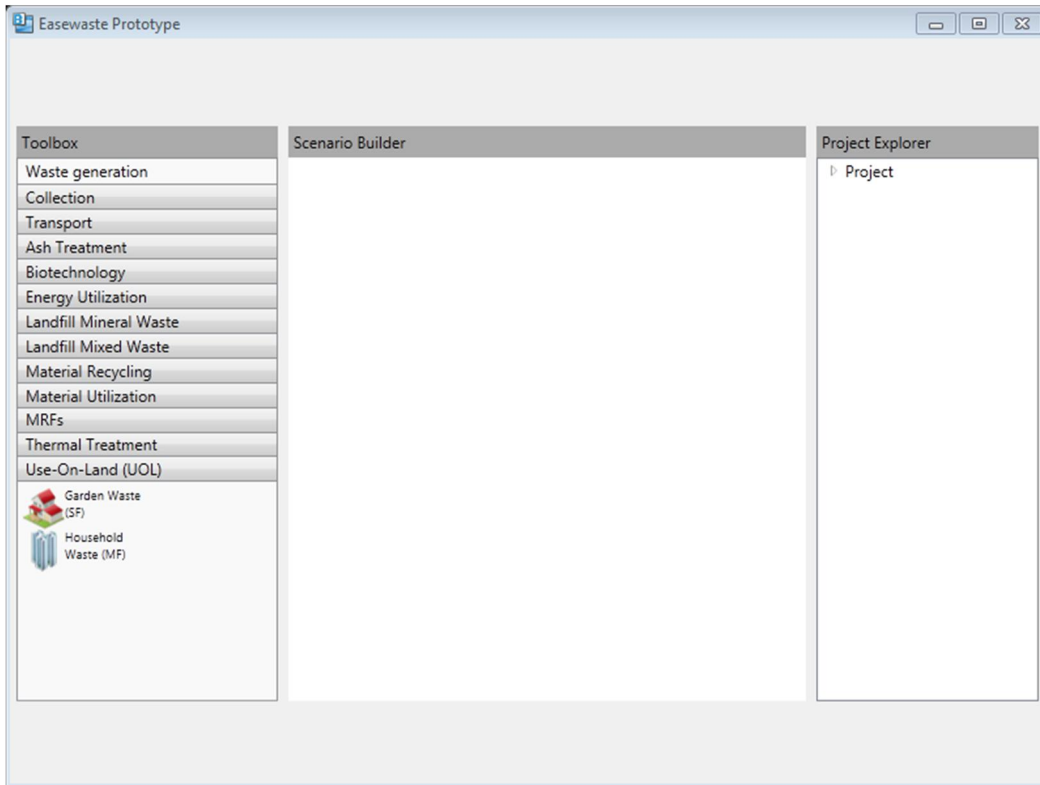 Easewaste Prototype
Toolbox
Waste generation
Collection
Transport
Ash Treatment
Biotechnology
Energy Utilization
Landfill Mineral Waste
Landfill Mixed Waste
Material Recycling
Material Utilization
MRFs
Thermal Treatment
Use-On-Land (UOL)
Garden Waste
(SF)
Household
Waste (MF)
Scenario Builder
Project Explorer
Project